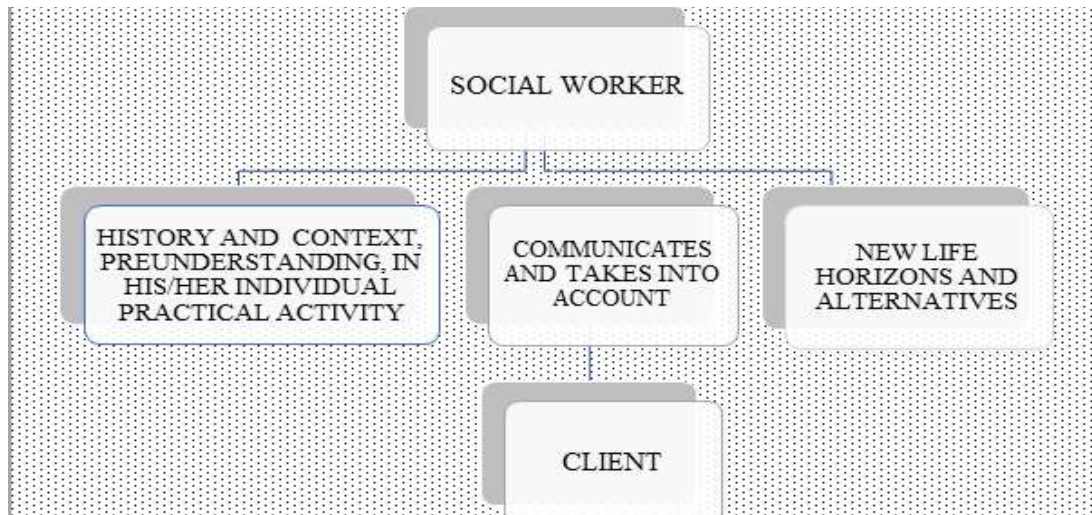 SOCIAL WORKER
HISTORY AND CONTEXT,
PREUNDERSTANDING, IN
HIS/HER INDIVIDUAL
PRACTICAL ACTIVITY
COMMUNICATES
AND TAKES INTO
ACCOUNT
NEW LIFE
HORIZONS AND
ALTERNATIVES
CLIENT